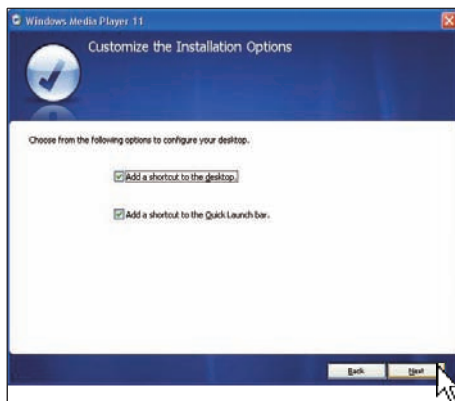 Windows Media Player 11
Customize the Installation Options
Choose from the following options to configure your desktop.
Add a shortcut to the desktop.
Add a shortcut to the Quick Launch bar.
Back Next